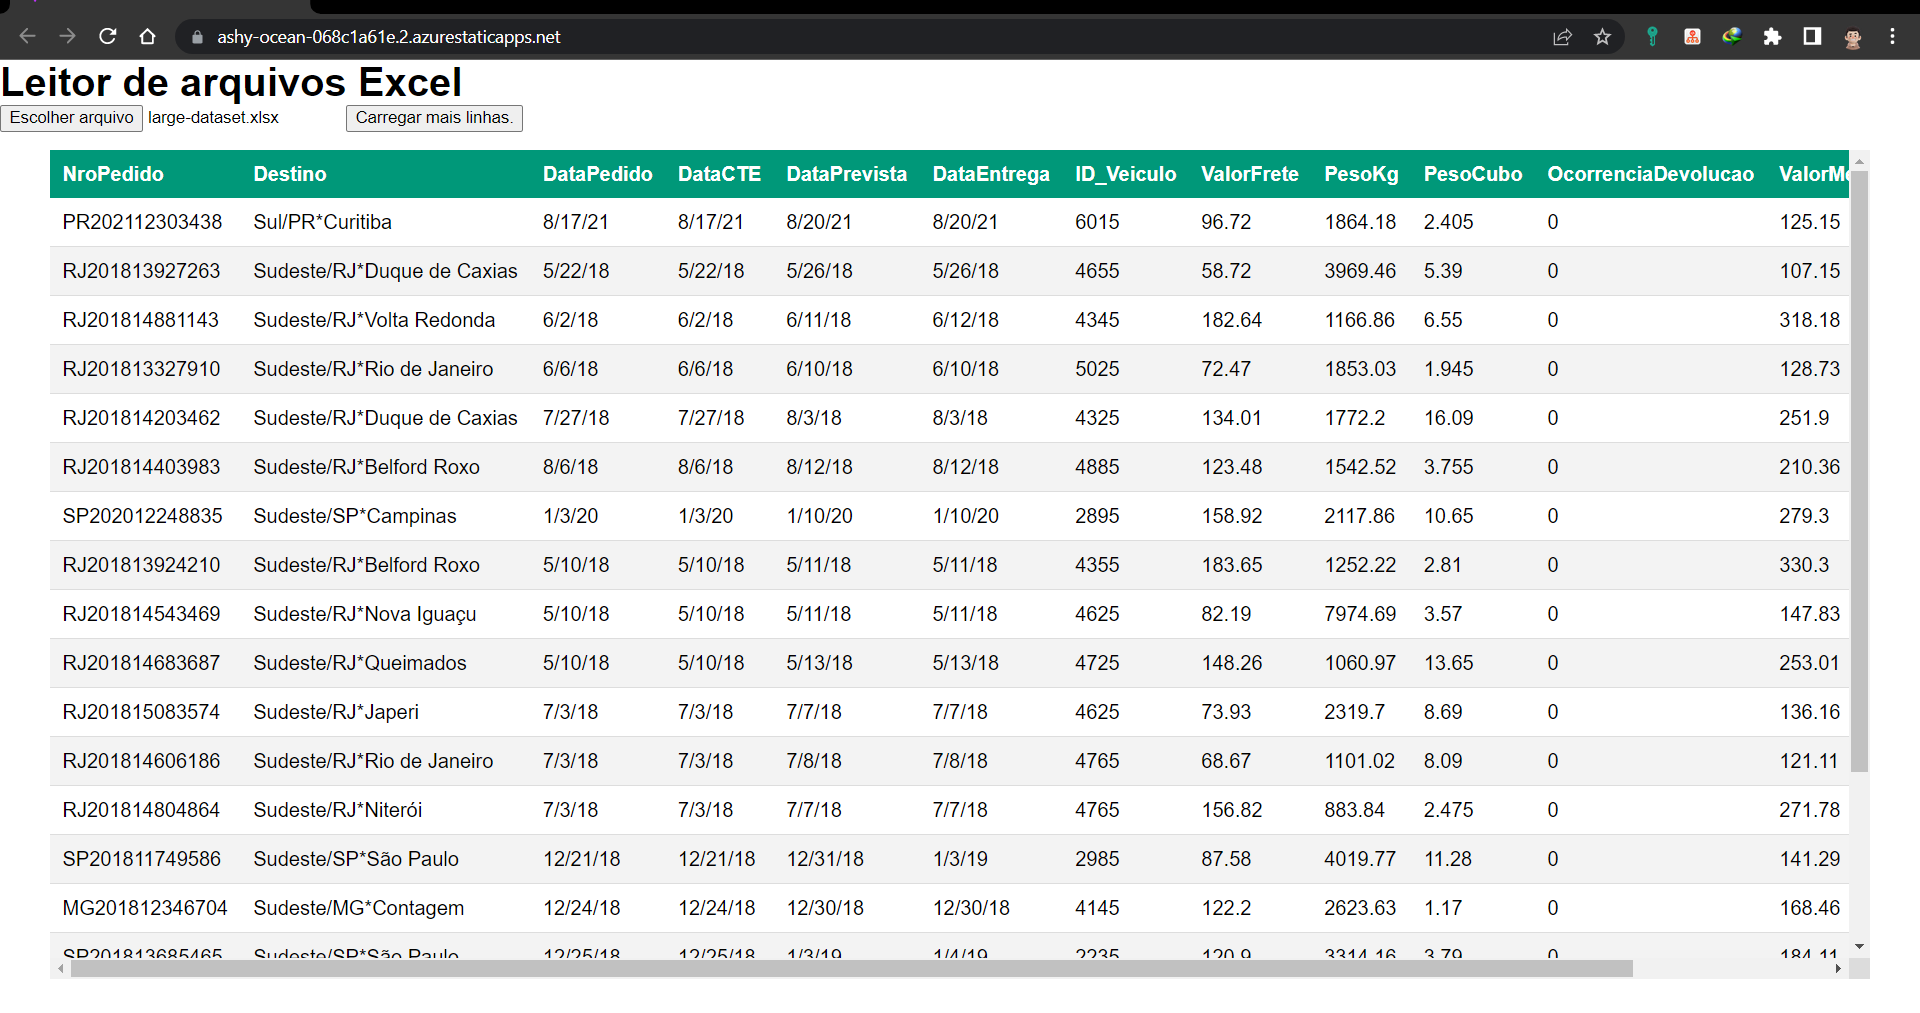 ashy-ocean-068c1a61e.2.azurestaticapps.net
Leitor de arquivos Excel
Escolher arquivo large-dataset.xlsx Carregar mais linhas.
NroPedido Destino DataPedido DataCTE DataPrevista DataEntrega ID_Veiculo ValorFrete PesoKg PesoCubo OcorrenciaDevolucao
PR202112303438 Sul/PR*Curitiba 8/17/21 8/17/21 8/20/21 8/20/21 6015 96.72 1864.18 2.405 0 125.15
RJ201813927263 Sudeste/RJ*Duque de Caxias 5/22/18 5/22/18 5/26/18 5/26/18 4655 58.72 3969.46 5.39 0 107.15
RJ201814881143 Sudeste/RJ*Volta Redonda 6/2/18 6/2/18 6/11/18 6/12/18 4345 182.64 1166.86 6.55 0 318.18
RJ201813327910 Sudeste/RJ*Rio de Janeiro 6/6/18 6/6/18 6/10/18 6/10/18 5025 72.47 1853.03 1.945 0 128.73
RJ201814203462 Sudeste/RJ*Duque de Caxias 7/27/18 7/27/18 8/3/18 8/3/18 4325 134.01 1772.2 16.09 0 251.9
RJ201814403983 Sudeste/RJ*Belford Roxo 8/6/18 8/6/18 8/12/18 8/12/18 4885 123.48 1542.52 3.755 0 210.36
SP202012248835 Sudeste/SP*Campinas 1/3/20 1/3/20 1/10/20 1/10/20 2895 158.92 2117.86 10.65 0 279.3
RJ201813924210 Sudeste/RJ*Belford Roxo 5/10/18 5/10/18 5/11/18 5/11/18 4355 183.65 1252.22 2.81 0 330.3
RJ201814543469 Sudeste/RJ*Nova Iguaçu 5/10/18 5/10/18 5/11/18 5/11/18 4625 82.19 7974.69 3.57 0 147.83
RJ201814683687 Sudeste/RJ*Queimados 5/10/18 5/10/18 5/13/18 5/13/18 4725 148.26 1060.97 13.65 0 253.01
RJ201815083574 Sudeste/RJ*Japeri 7/3/18 7/3/18 7/7/18 7/7/18 4625 73.93 2319.7 8.69 0 136.16
RJ201814606186 Sudeste/RJ*Rio de Janeiro 7/3/18 7/3/18 7/8/18 7/8/18 4765 68.67 1101.02 8.09 0 121.11
RJ201814804864 Sudeste/RJ*Niterói 7/3/18 7/3/18 7/7/18 7/7/18 4765 156.82 883.84 2.475 0 271.78
SP201811749586 Sudeste/SP*São Paulo 12/21/18 12/21/18 12/31/18 1/3/19 2985 87.58 4019.77 11.28 0 141.29
MG201812346704 Sudeste/MG*Contagem 12/24/18 12/24/18 12/30/18 12/30/18 4145 122.2 2623.63 1.17 0 168.46
SP201813685465 Sudeste/SP*São Paulo 12/25/18 12/25/18 1/3/19 1/4/19 2235 120.9 3314.16 3.79 0 184.11